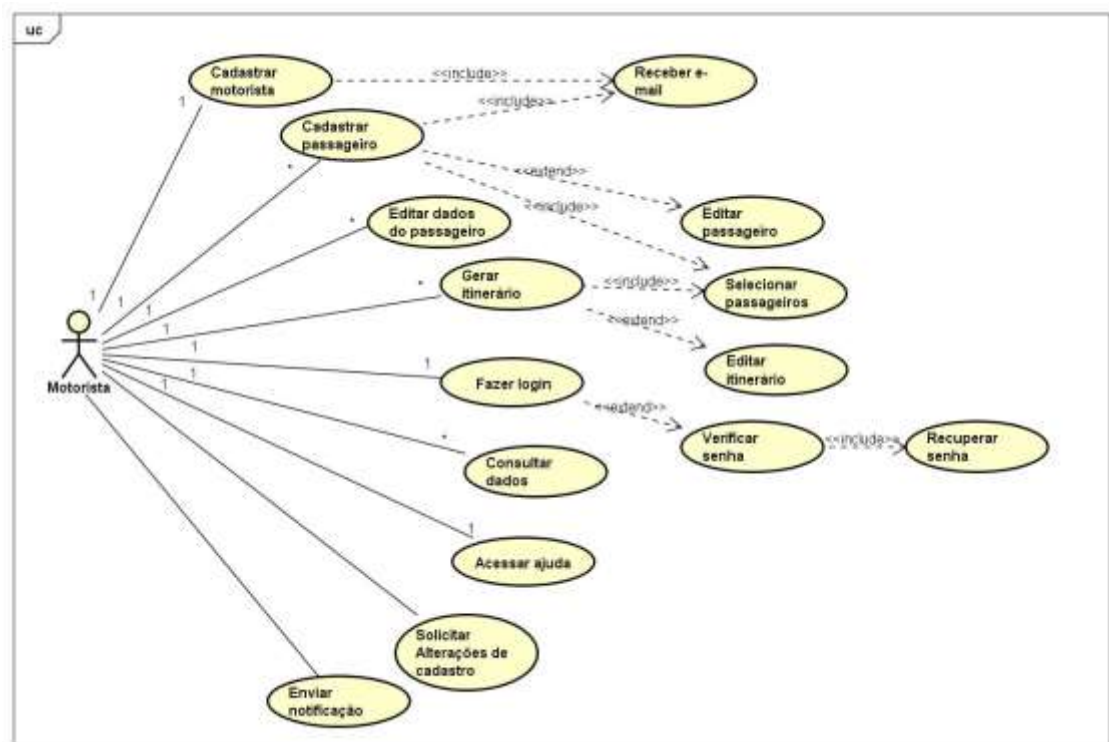 uc
Cadastrar
motorista
<<include>>
Receber e-
mail
1
<<include>>
Cadastrar
passageiro
*
<<extend>>
<<include>>
Editar dados
do passageiro
*
Editar
passageiro
Gerar
itinerário
*
<<include>>
Selecionar
passageiros
<<extend>>
Editar
itinerário
1
1
1
1
1
1
Fazer login
1
1
1
Motorista
<<extend>>
Verificar
senha
<<include>>
Recuperar
senha
*
Consultar
dados
1
Acessar ajuda
Solicitar
Alterações de
cadastro
Enviar
notificação